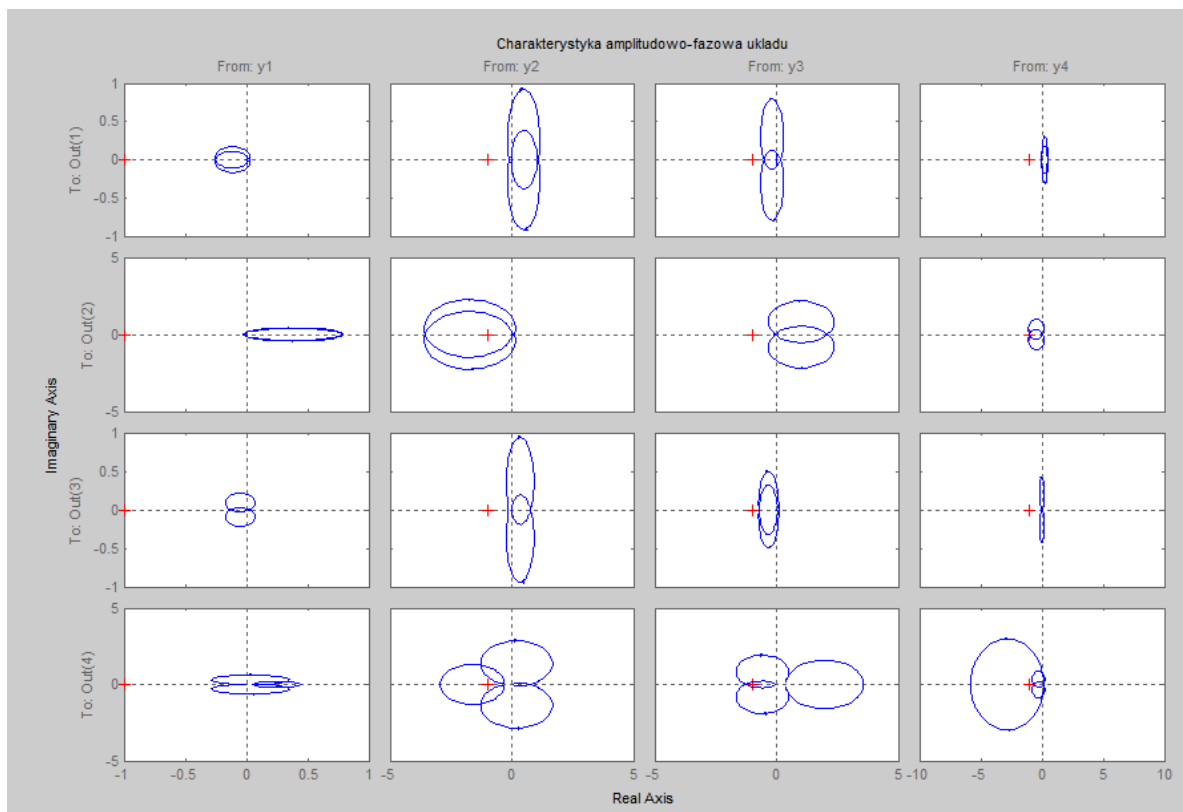 Charakterystyka amplitudowo-fazowa ukladu
From: y1 From: y2 From: y3 From: y4
To: Out(1)
1
0.5
0
-0.5
-1
To: Out(2)
5
0
-5
Imaginary Axis
To: Out(3)
1
0.5
0
-0.5
-1
To: Out(4)
5
0
-5
-1 -0.5 0 0.5 1 -5 0 5 -5 0 5 -10 -5 0 5 10
Real Axis